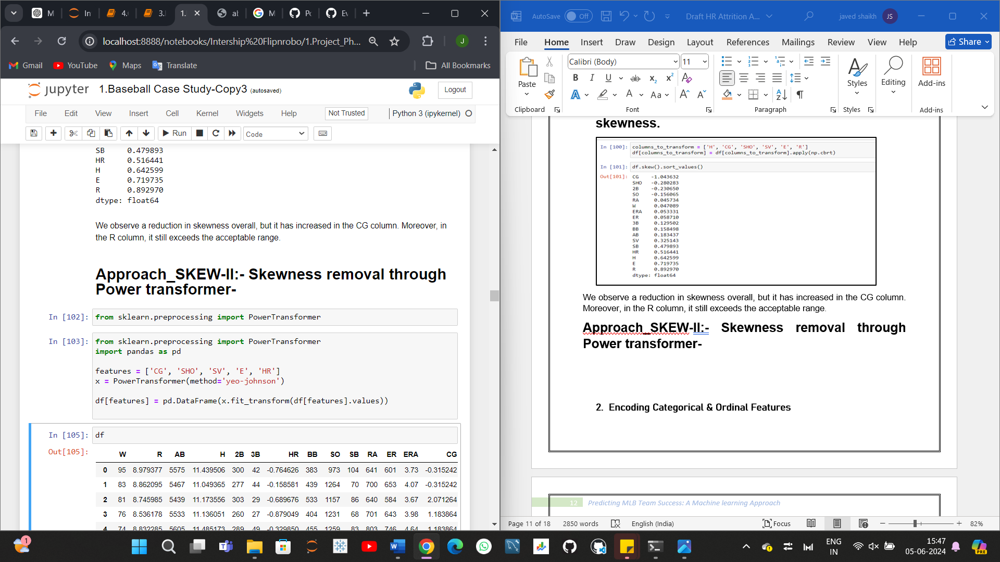 M
In
4.
3.
1.
al
M
Pc
Ev
localhost:8888/notebooks/Intership%20Flipnrobo/1.Project_Ph...
J
Gmail
YouTube
Maps
Translate
All Bookmarks
jupyter
1.Baseball Case Study-Copy3 (autosaved)
Logout
File Edit View Insert Cell Kernel Widgets Help
Not Trusted
Python 3 (ipykernel)
Run
Code
SB 0.479893
HR 0.516441
H 0.642599
E 0.719735
R 0.892970
dtype: float64
We observe a reduction in skewness overall, but it has increased in the CG column. Moreover, in
the R column, it still exceeds the acceptable range.
Approach_SKEW-II:- Skewness removal through
Power transformer-
In [102]: from sklearn.preprocessing import PowerTransformer
In [103]: from sklearn.preprocessing import PowerTransformer
import pandas as pd
features = ['CG', 'SHO', 'SV', 'E', 'HR']
x = PowerTransformer(method='yeo-johnson')
df[features] = pd.DataFrame(x.fit_transform(df[features].values))
In [105]: df
Out[105]:
W R AB H 2B 3B HR BB SO SB RA ER ERA CG
0 95 8.979377 5575 11.439506 300 42 -0.764626 383 973 104 641 601 3.73 -0.315242
1 83 8.862095 5467 11.049365 277 44 -0.158581 439 1264 70 700 653 4.07 -0.315242
2 81 8.745985 5439 11.173556 303 29 -0.689676 533 1157 86 640 584 3.67 2.071264
3 76 8.536178 5533 11.136051 260 27 -0.879049 404 1231 68 701 643 3.98 1.183864
4 74 8.832285 5605 11.485173 289 49 -0.329850 455 1259 83 803 746 4.64 1.183864
AutoSave Off
Draft HR Attrition A...
javed shaikh
JS
File Home Insert Draw Design Layout References Mailings Review View Help
Share
Paste
Calibri (Body)
11
B I U ab x2 x2 A
A A Aa A A
Styles
Editing
Add-ins
Clipboard Font Paragraph Styles Add-ins
skewness.
In [100]: columns_to_transform = ['H', 'CG', 'SHO', 'SV', 'E', 'R']
df[columns_to_transform] = df[columns_to_transform].apply(np.cbrt)
In [101]: df.skew().sort_values()
Out[101]: CG -1.043632
SHO -0.280283
2B -0.230650
SO -0.156065
RA 0.045734
W 0.047089
ERA 0.053331
ER 0.058710
3B 0.129502
BB 0.158498
AB 0.183437
SV 0.325143
SB 0.479893
HR 0.516441
H 0.642599
E 0.719735
R 0.892970
dtype: float64
We observe a reduction in skewness overall, but it has increased in the CG column.
Moreover, in the R column, it still exceeds the acceptable range.
Approach_SKEW-II:- Skewness removal through
Power transformer-
2. Encoding Categorical & Ordinal Features
12 Predicting MLB Team Success: A Machine learning Approach
Page 11 of 18 2850 words English (India) Focus 82%
1
ENG
IN
15:47
05-06-2024
PRE